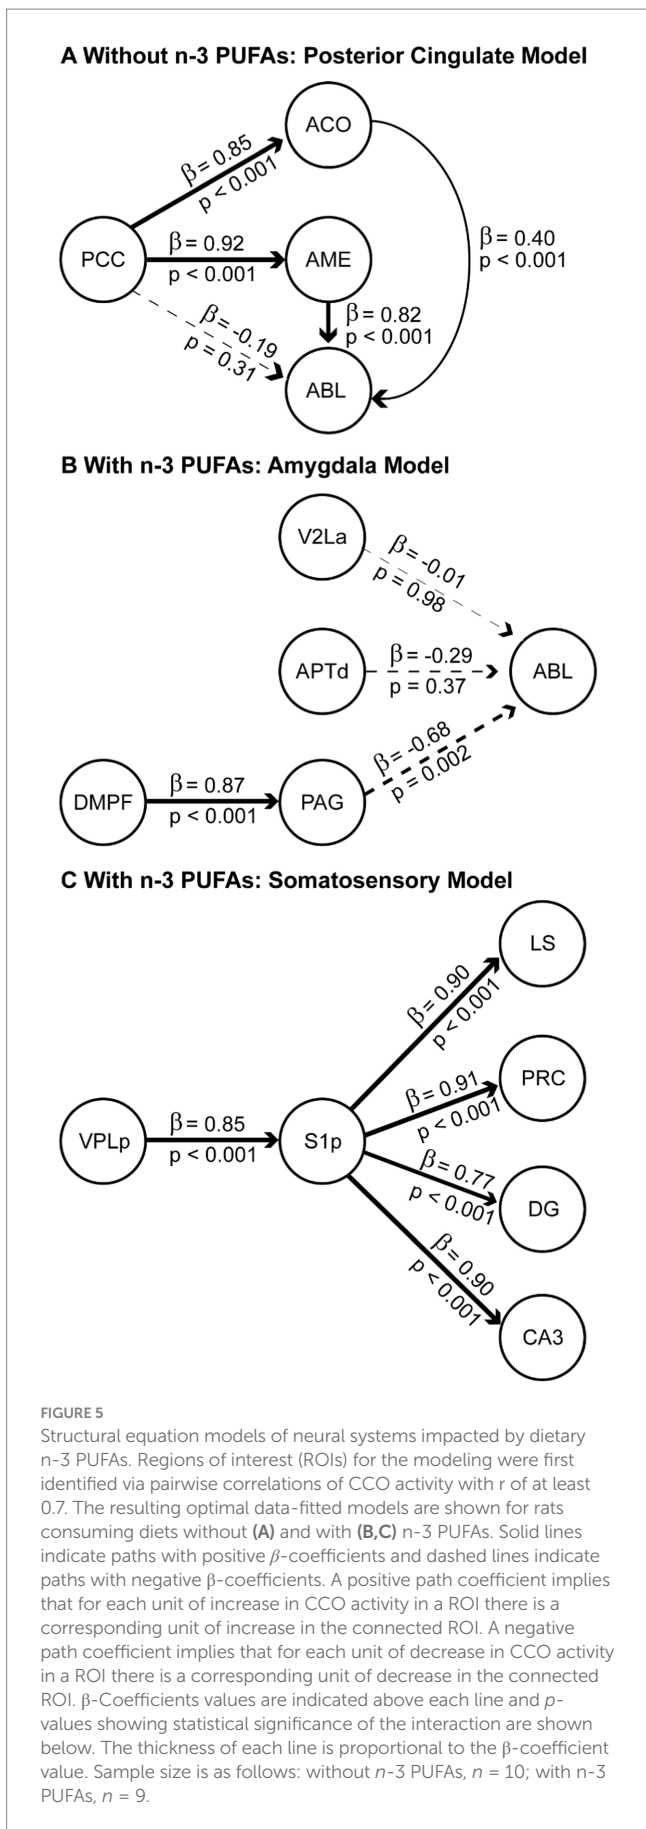 A Without n-3 PUFAs: Posterior Cingulate Model
ACO
β = 0.85
p < 0.001
PCC
β = 0.92
p < 0.001
AME
β = 0.40
p < 0.001
β = 0.82
p < 0.001
β = -0.19
p = 0.31
ABL
B With n-3 PUFAs: Amygdala Model
V2La
β = -0.01
p = 0.98
APTd
β = -0.29
p = 0.37
ABL
DMPF
β = 0.87
p < 0.001
PAG
β = -0.68
p = 0.002
C With n-3 PUFAs: Somatosensory Model
LS
β = 0.90
p < 0.001
PRC
β = 0.91
p < 0.001
VPLp
β = 0.85
p < 0.001
S1p
β = 0.77
p < 0.001
DG
β = 0.90
p < 0.001
CA3
FIGURE 5
Structural equation models of neural systems impacted by dietary
n-3 PUFAs. Regions of interest (ROIs) for the modeling were first
identified via pairwise correlations of CCO activity with r of at least
0.7. The resulting optimal data-fitted models are shown for rats
consuming diets without (A) and with (B,C) n-3 PUFAs. Solid lines
indicate paths with positive β-coefficients and dashed lines indicate
paths with negative β-coefficients. A positive path coefficient implies
that for each unit of increase in CCO activity in a ROI there is a
corresponding unit of increase in the connected ROI. A negative
path coefficient implies that for each unit of decrease in CCO activity
in a ROI there is a corresponding unit of decrease in the connected
ROI. β-Coefficients values are indicated above each line and p-
values showing statistical significance of the interaction are shown
below. The thickness of each line is proportional to the β-coefficient
value. Sample size is as follows: without n-3 PUFAs, n = 10; with n-3
PUFAs, n = 9.